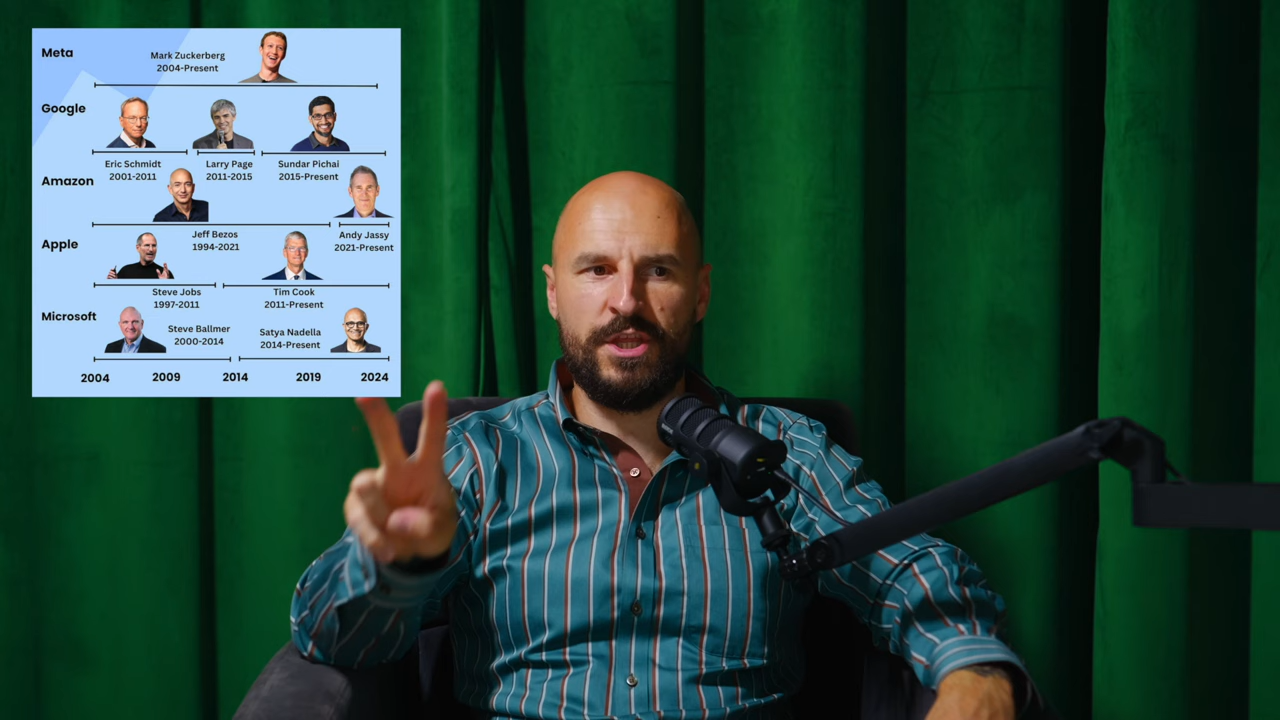 Meta
Mark Zuckerberg
2004-Present
Google
Eric Schmidt
2001-2011
Larry Page
2011-2015
Sundar Pichai
2015-Present
Amazon
Jeff Bezos
1994-2021
Andy Jassy
2021-Present
Apple
Steve Jobs
1997-2011
Tim Cook
2011-Present
Microsoft
Steve Ballmer
2000-2014
Satya Nadella
2014-Present
2004 2009 2014 2019 2024